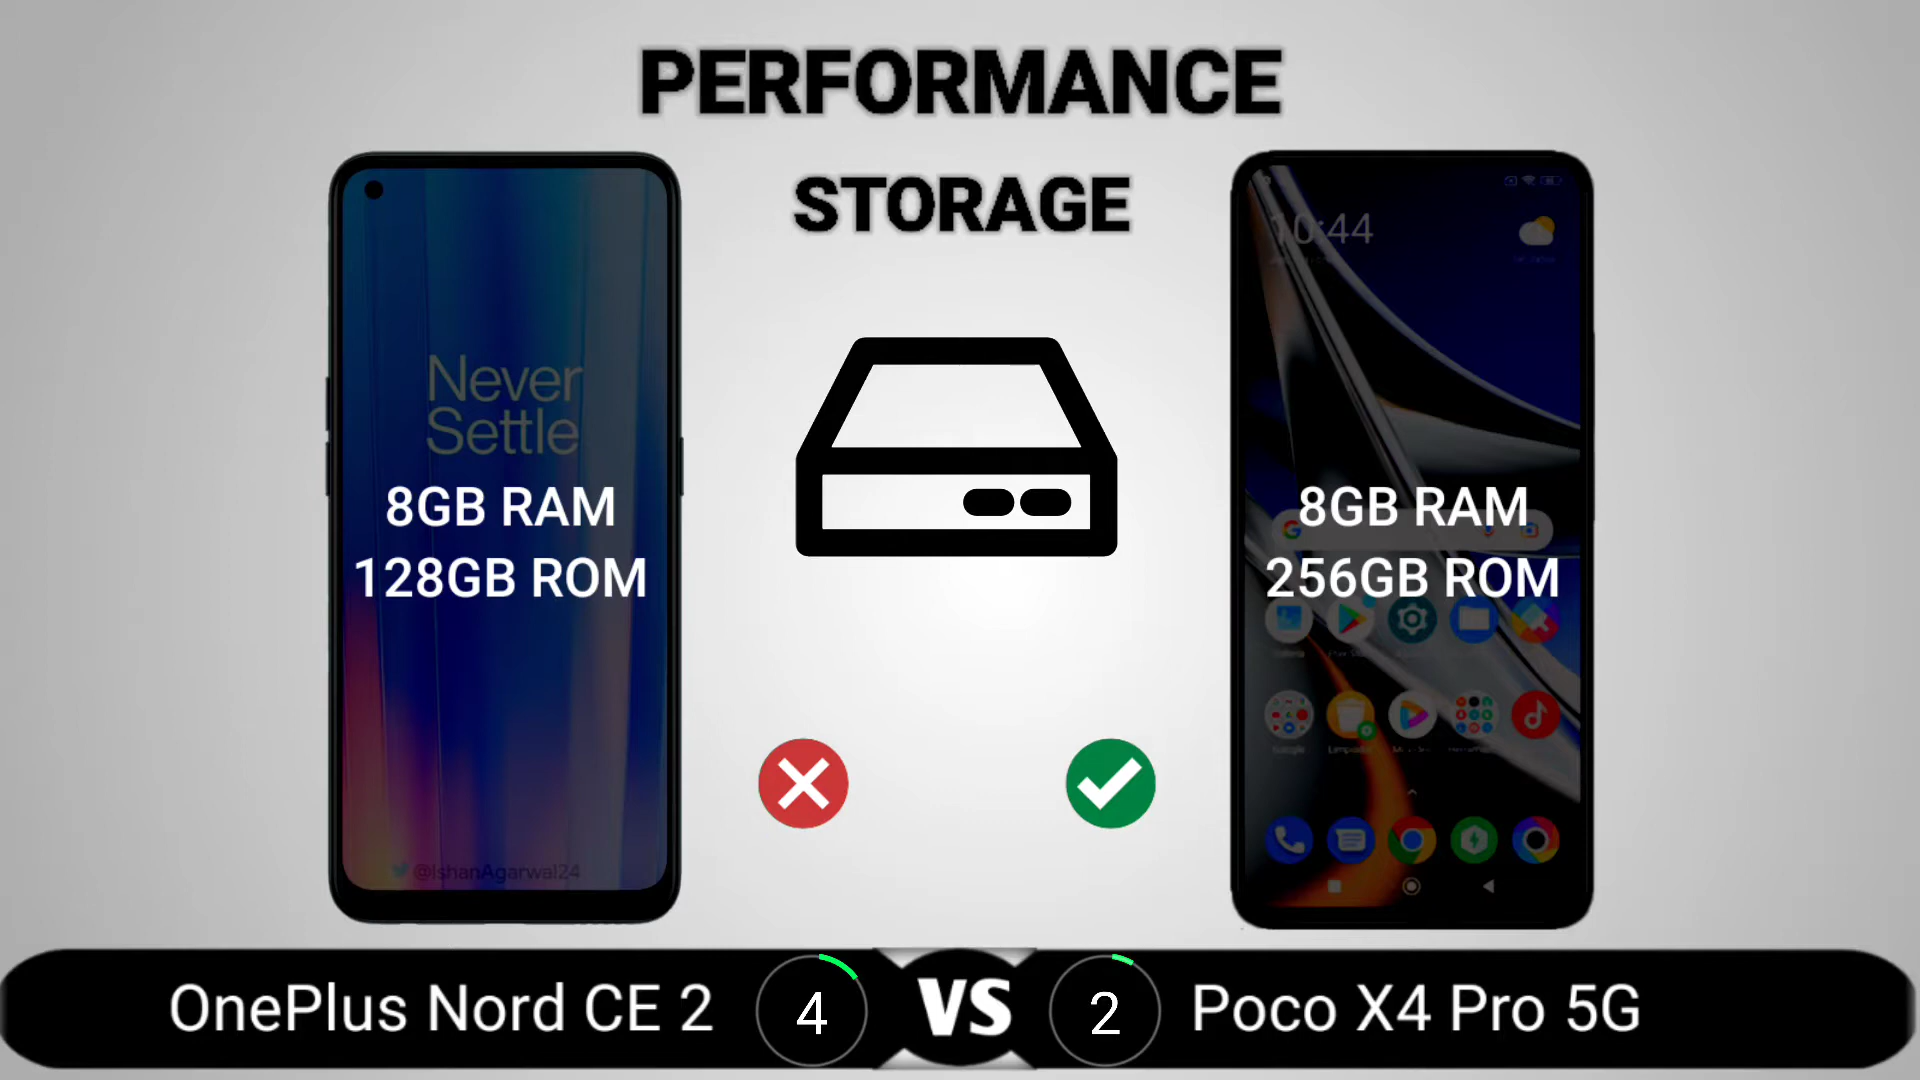 PERFORMANCE
STORAGE
10:44
Never
Settle
8GB RAM
128GB ROM
8GB RAM
256GB ROM
Google
@IshanAgarwal24
OnePlus Nord CE 2
4
VS
2
Poco X4 Pro 5G